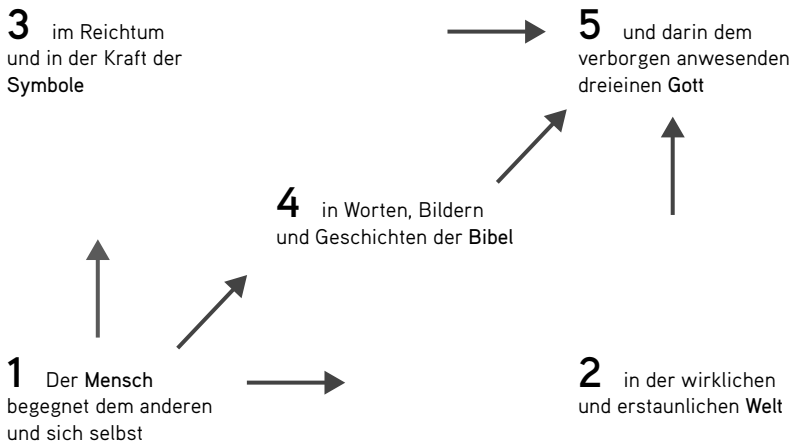 3 im Reichtum
und in der Kraft der
Symbole
5 und darin dem
verborgen anwesenden
dreieinen Gott
4 in Worten, Bildern
und Geschichten der Bibel
1 Der Mensch
begegnet dem anderen
und sich selbst
2 in der wirklichen
und erstaunlichen Welt